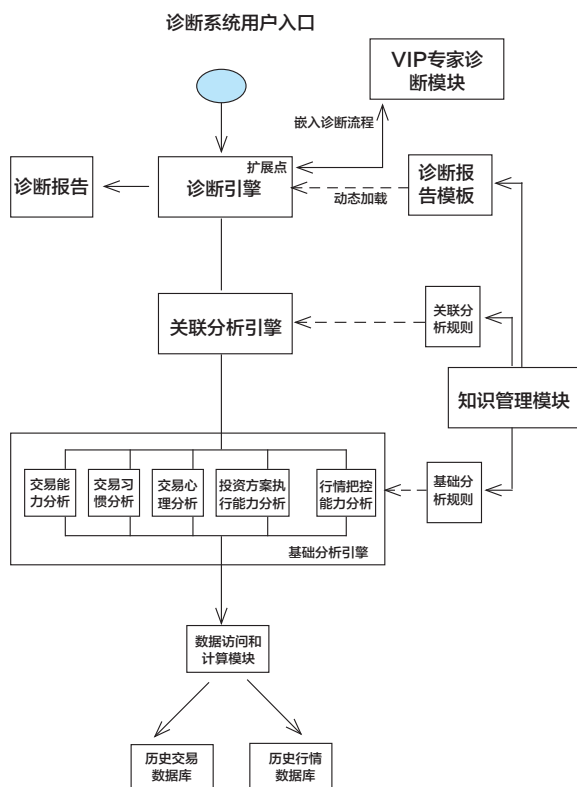 诊断系统用户入口
VIP专家诊
断模块
嵌入诊断流程
扩展点
诊断报告
诊断引擎
动态加载
诊断报
告模板
关联分析引擎
关联分
析规则
知识管理模块
交易能
力分析
交易习
惯分析
交易心
理分析
投资方案执
行能力分析
行情把控
能力分析
基础分
析规则
基础分析引擎
数据访问和
计算模块
历史交易
数据库
历史行情
数据库